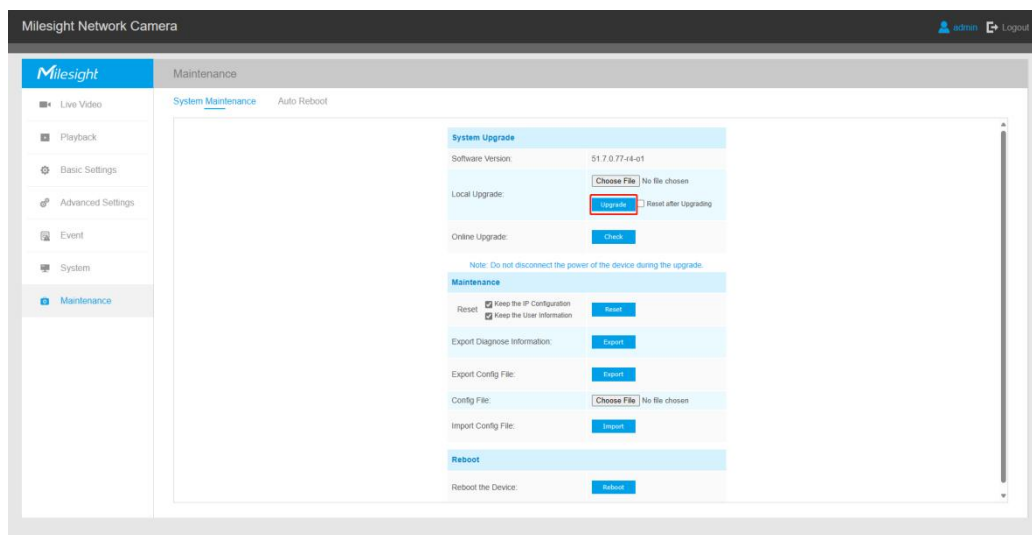 Milesight Network Camera
admin Logout
Milesight
Maintenance
Live Video
Playback
Basic Settings
Advanced Settings
Event
System
Maintenance
System Maintenance Auto Reboot
System Upgrade
Software Version: 51.7.0.77-r4-o1
Local Upgrade: Choose File No file chosen
Upgrade Reset after Upgrading
Online Upgrade: Check
Note: Do not disconnect the power of the device during the upgrade.
Maintenance
Reset Keep the IP Configuration
Keep the User Information
Reset
Export Diagnose Information: Export
Export Config File: Export
Config File: Choose File No file chosen
Import Config File: Import
Reboot
Reboot the Device: Reboot